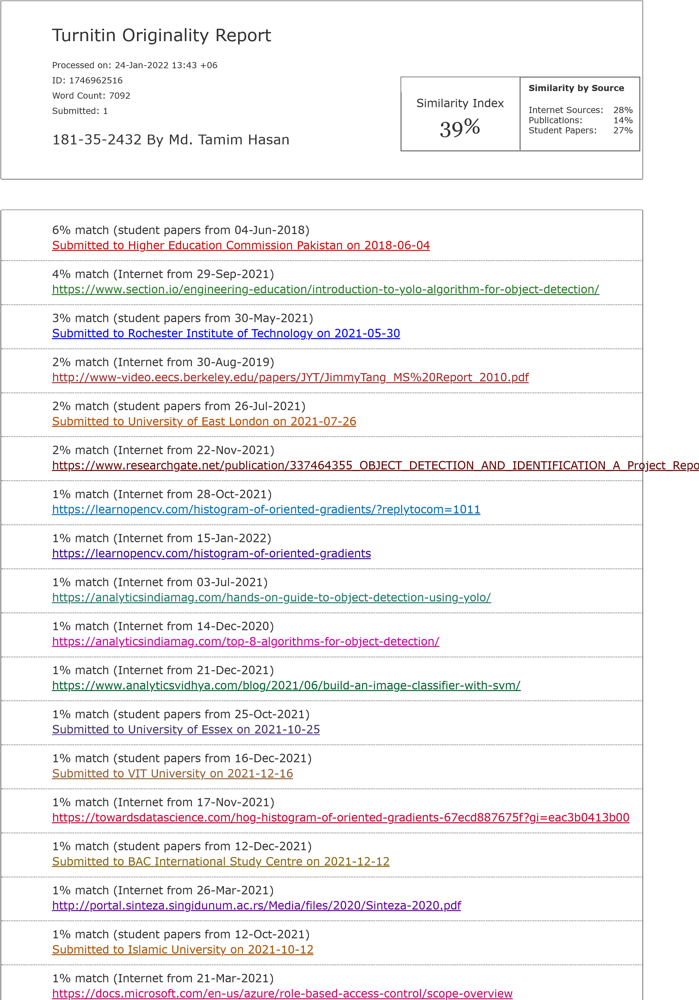 Turnitin Originality Report
Processed on: 24-Jan-2022 13:43 +06
ID: 1746962516
Word Count: 7092
Submitted: 1
181-35-2432 By Md. Tamim Hasan
Similarity Index
39%
Similarity by Source
Internet Sources: 28%
Publications: 14%
Student Papers: 27%
6% match (student papers from 04-Jun-2018)
Submitted to Higher Education Commission Pakistan on 2018-06-04
4% match (Internet from 29-Sep-2021)
https://www.section.io/engineering-education/introduction-to-yolo-algorithm-for-object-detection/
3% match (student papers from 30-May-2021)
Submitted to Rochester Institute of Technology on 2021-05-30
2% match (Internet from 30-Aug-2019)
http://www-video.eecs.berkeley.edu/papers/JYT/JimmyTang_MS%20Report_2010.pdf
2% match (student papers from 26-Jul-2021)
Submitted to University of East London on 2021-07-26
2% match (Internet from 22-Nov-2021)
https://www.researchgate.net/publication/337464355_OBJECT_DETECTION_AND_IDENTIFICATION_A_Project_Repo
1% match (Internet from 28-Oct-2021)
https://learnopencv.com/histogram-of-oriented-gradients/?replytocom=1011
1% match (Internet from 15-Jan-2022)
https://learnopencv.com/histogram-of-oriented-gradients
1% match (Internet from 03-Jul-2021)
https://analyticsindiamag.com/hands-on-guide-to-object-detection-using-yolo/
1% match (Internet from 14-Dec-2020)
https://analyticsindiamag.com/top-8-algorithms-for-object-detection/
1% match (Internet from 21-Dec-2021)
https://www.analyticsvidhya.com/blog/2021/06/build-an-image-classifier-with-svm/
1% match (student papers from 25-Oct-2021)
Submitted to University of Essex on 2021-10-25
1% match (student papers from 16-Dec-2021)
Submitted to VIT University on 2021-12-16
1% match (Internet from 17-Nov-2021)
https://towardsdatascience.com/hog-histogram-of-oriented-gradients-67ecd887675f?gi=eac3b0413b00
1% match (student papers from 12-Dec-2021)
Submitted to BAC International Study Centre on 2021-12-12
1% match (Internet from 26-Mar-2021)
http://portal.sinteza.singidunum.ac.rs/Media/files/2020/Sinteza-2020.pdf
1% match (student papers from 12-Oct-2021)
Submitted to Islamic University on 2021-10-12
1% match (Internet from 21-Mar-2021)
https://docs.microsoft.com/en-us/azure/role-based-access-control/scope-overview